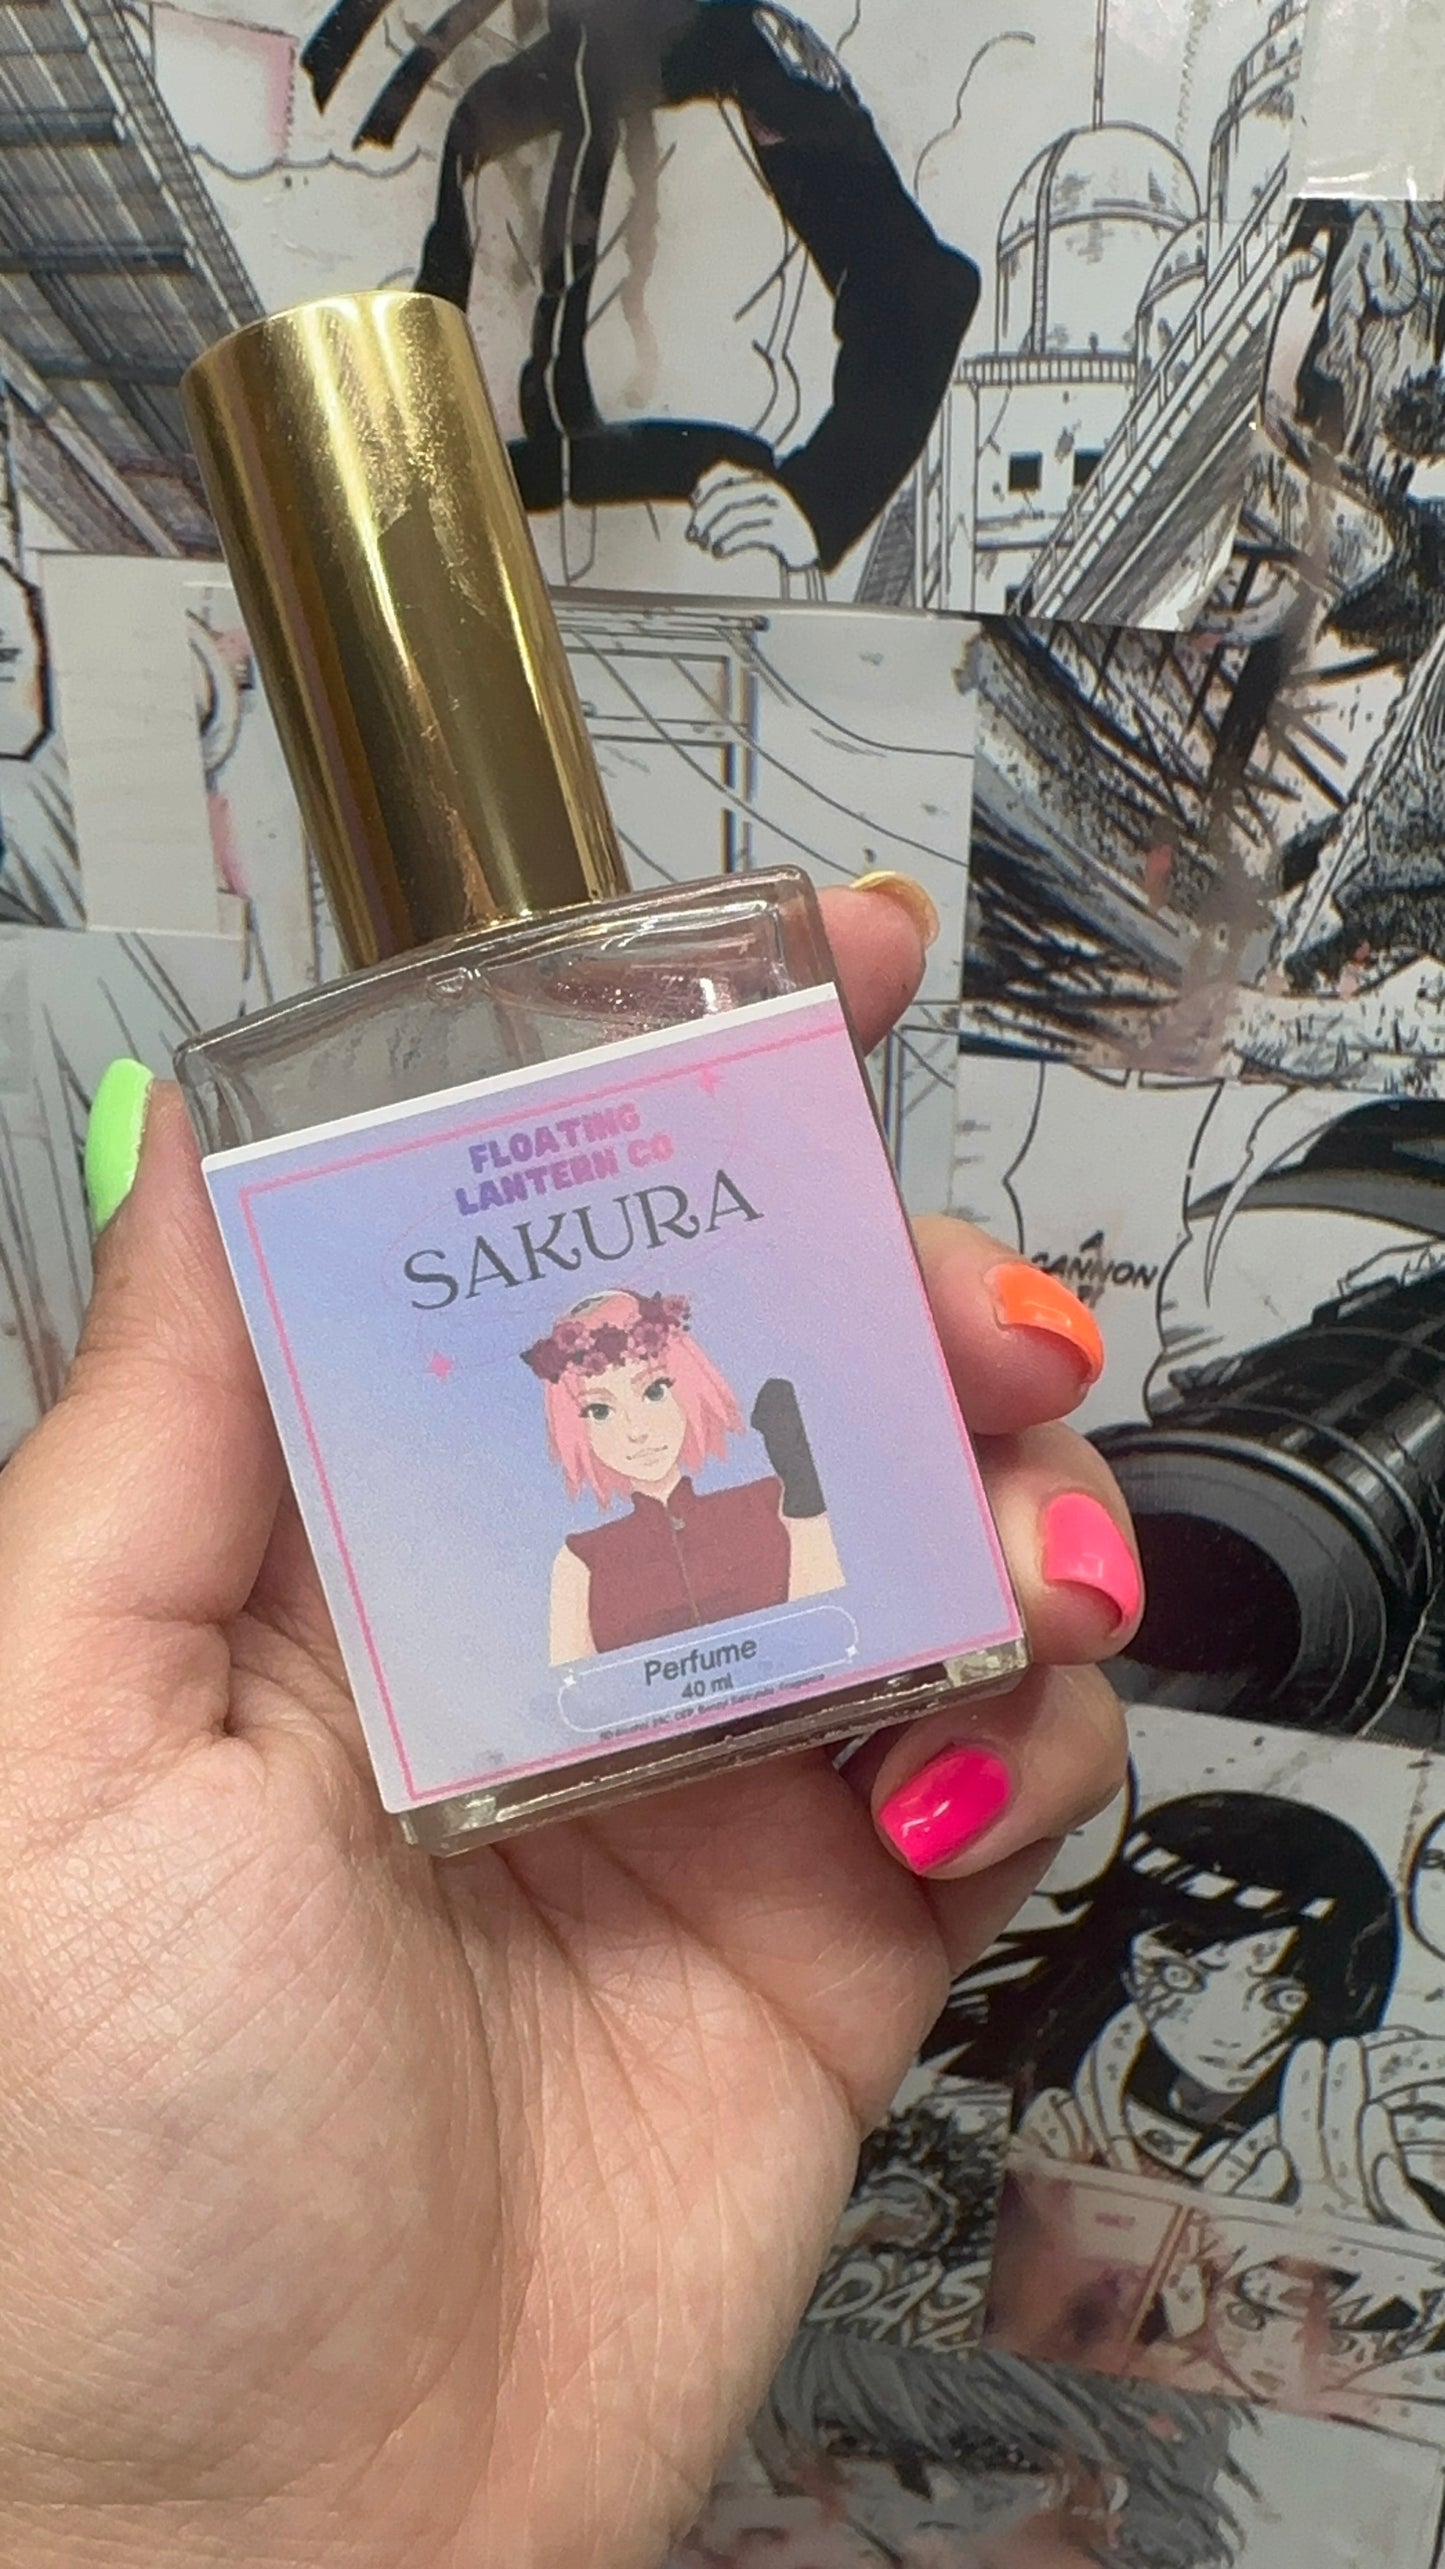 FLOATING
LANTERN CO
SAKURA
Perfume
40 ml
A
CANNON